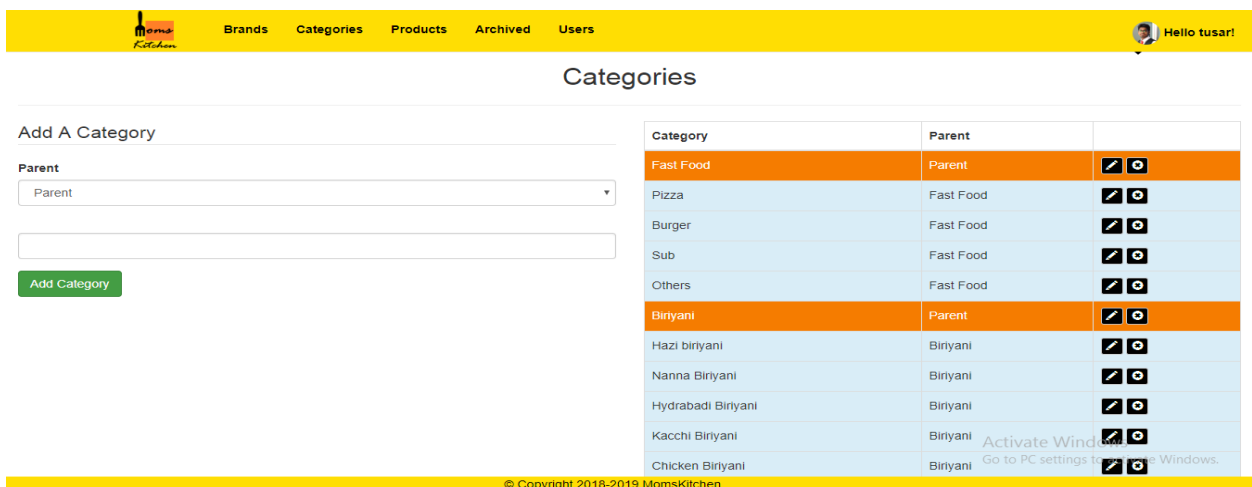 Moms
Kitchen
Brands Categories Products Archived Users
Hello tusar!
Categories
Add A Category
Parent
Parent
Add Category
Category Parent
Fast Food Parent
Pizza Fast Food
Burger Fast Food
Sub Fast Food
Others Fast Food
Biriyani Parent
Hazi biriyani Biriyani
Nanna Biriyani Biriyani
Hydrabadi Biriyani Biriyani
Kacchi Biriyani Biriyani
Chicken Biriyani Biriyani
Activate Windows
Go to PC settings to activate Windows.
© Copyright 2018-2019 MomsKitchen